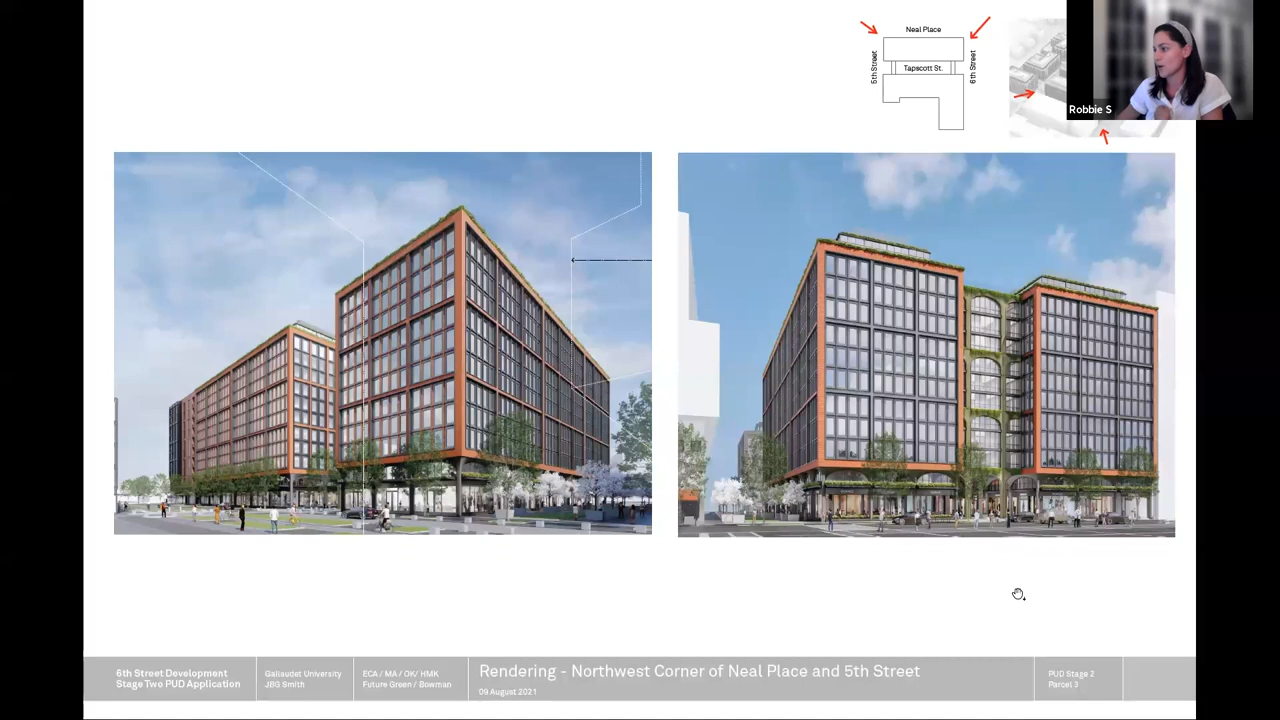 Neal Place
5th Street
Tapscott St.
6th Street
Robbie S
6th Street Development
Stage Two PUD Application
Gallaudet University
JBG Smith
ECA / MA / OK/ HMK
Future Green / Bowman
Rendering - Northwest Corner of Neal Place and 5th Street
09 August 2021
PUD Stage 2
Parcel 3